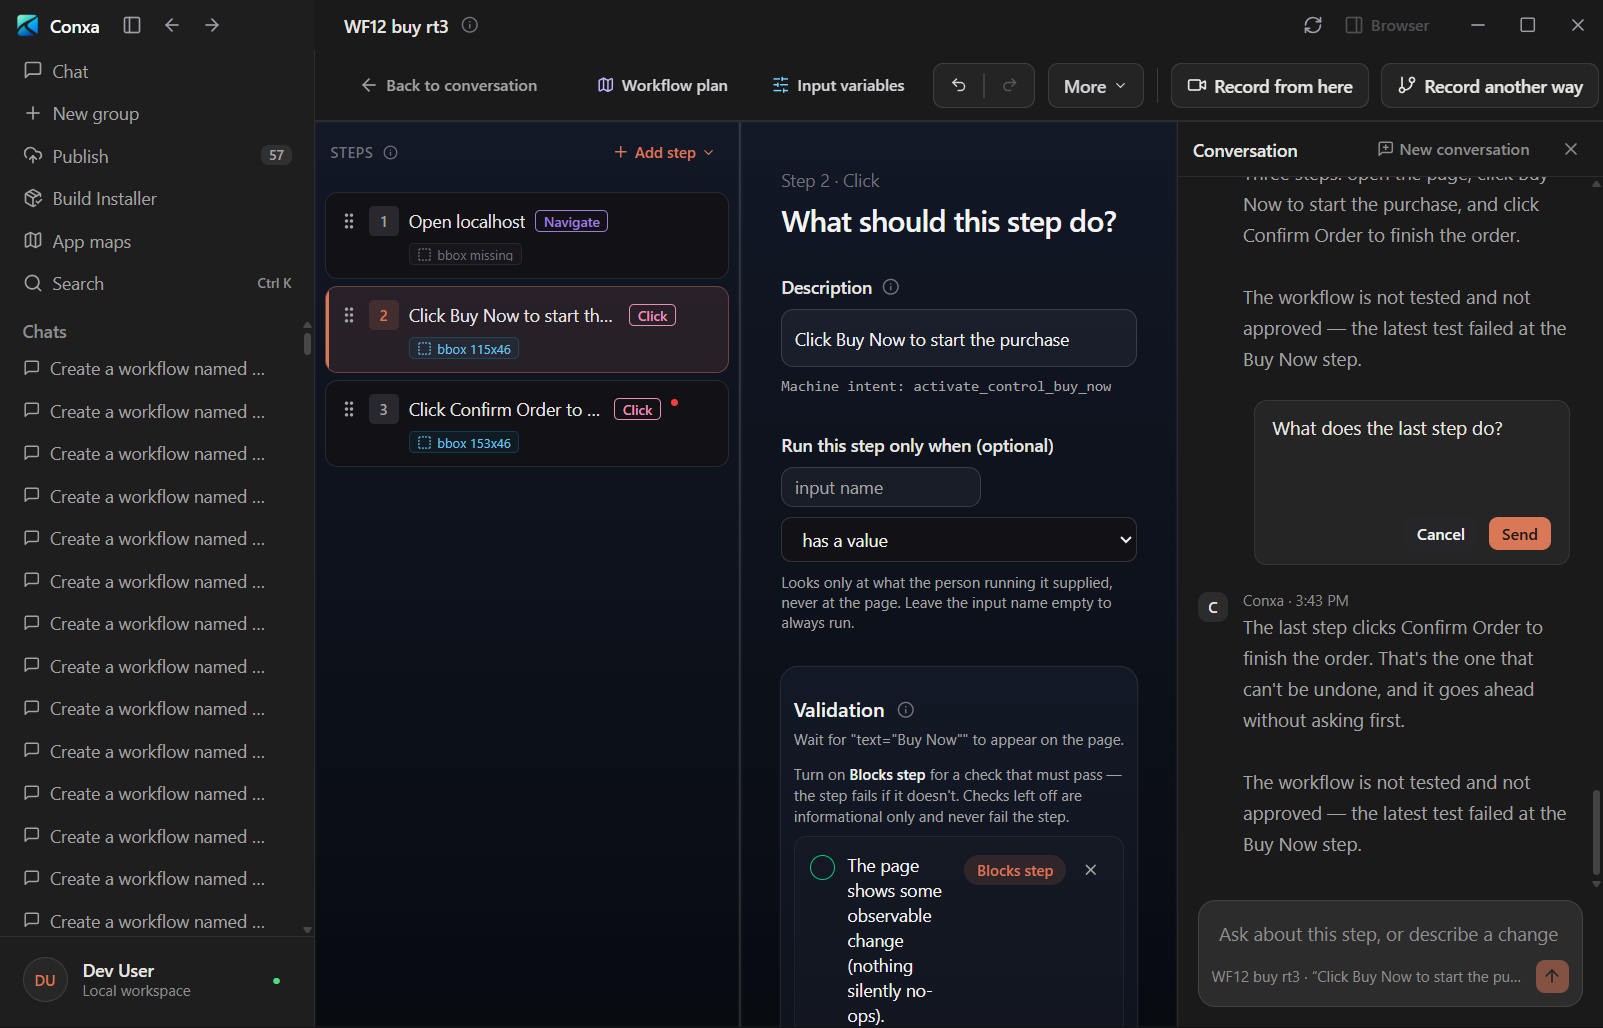 Conxa
WF12 buy rt3
Browser
Chat
New group
Publish
57
Build Installer
App maps
Search
Ctrl K
Chats
Create a workflow named ...
Create a workflow named ...
Create a workflow named ...
Create a workflow named ...
Create a workflow named ...
Create a workflow named ...
Create a workflow named ...
Create a workflow named ...
Create a workflow named ...
Create a workflow named ...
Create a workflow named ...
Create a workflow named ...
Create a workflow named ...
Create a workflow named ...
DU
Dev User
Local workspace
Back to conversation
Workflow plan
Input variables
More
Record from here
Record another way
STEPS
Add step
1
Open localhost
Navigate
bbox missing
2
Click Buy Now to start th...
Click
bbox 115x46
3
Click Confirm Order to ...
Click
bbox 153x46
Step 2 · Click
What should this step do?
Description
Click Buy Now to start the purchase
Machine intent: activate_control_buy_now
Run this step only when (optional)
input name
has a value
Looks only at what the person running it supplied,
never at the page. Leave the input name empty to
always run.
Validation
Wait for "text="Buy Now"" to appear on the page.
Turn on Blocks step for a check that must pass —
the step fails if it doesn't. Checks left off are
informational only and never fail the step.
The page
shows some
observable
change
(nothing
silently no-
ops).
Blocks step
Conversation
New conversation
Three steps: open the page, click Buy
Now to start the purchase, and click
Confirm Order to finish the order.
The workflow is not tested and not
approved — the latest test failed at the
Buy Now step.
What does the last step do?
Cancel
Send
C
Conxa · 3:43 PM
The last step clicks Confirm Order to
finish the order. That's the one that
can't be undone, and it goes ahead
without asking first.
The workflow is not tested and not
approved — the latest test failed at the
Buy Now step.
Ask about this step, or describe a change
WF12 buy rt3 · "Click Buy Now to start the pu...